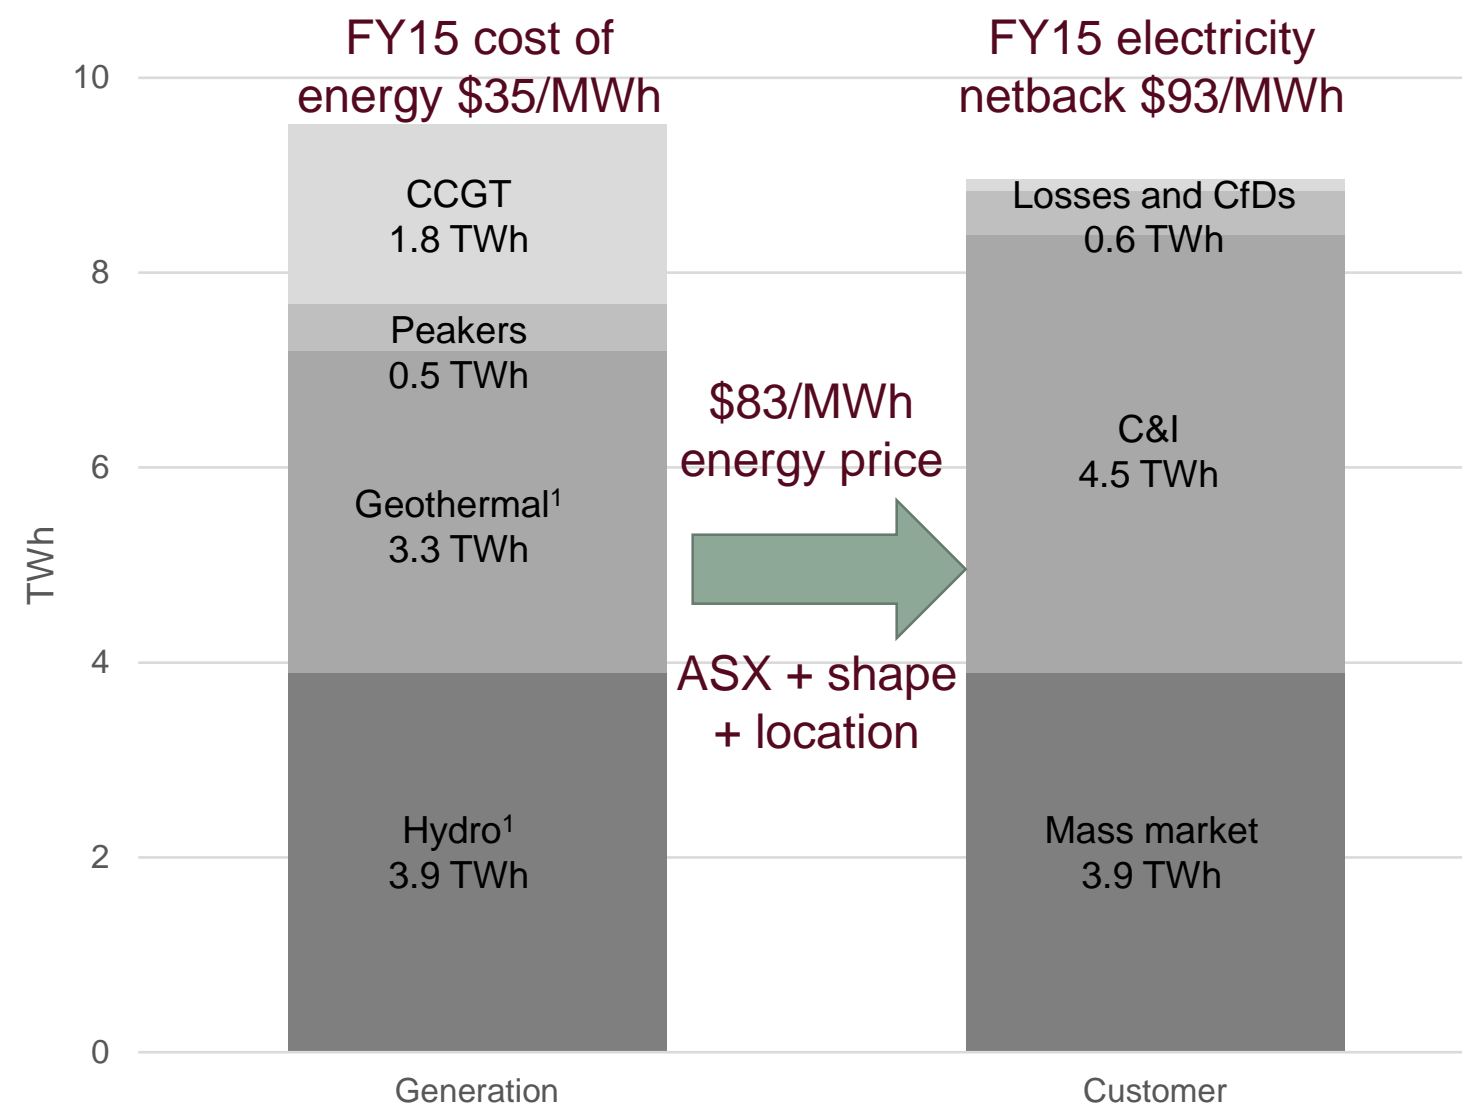 FY15 cost of
energy $35/MWh
FY15 electricity
netback $93/MWh
10
8
6
4
2
0
TWh
CCGT
1.8 TWh
Peakers
0.5 TWh
Geothermal¹
3.3 TWh
Hydro¹
3.9 TWh
$83/MWh
energy price
ASX + shape
+ location
Losses and CfDs
0.6 TWh
C&I
4.5 TWh
Mass market
3.9 TWh
Generation
Customer